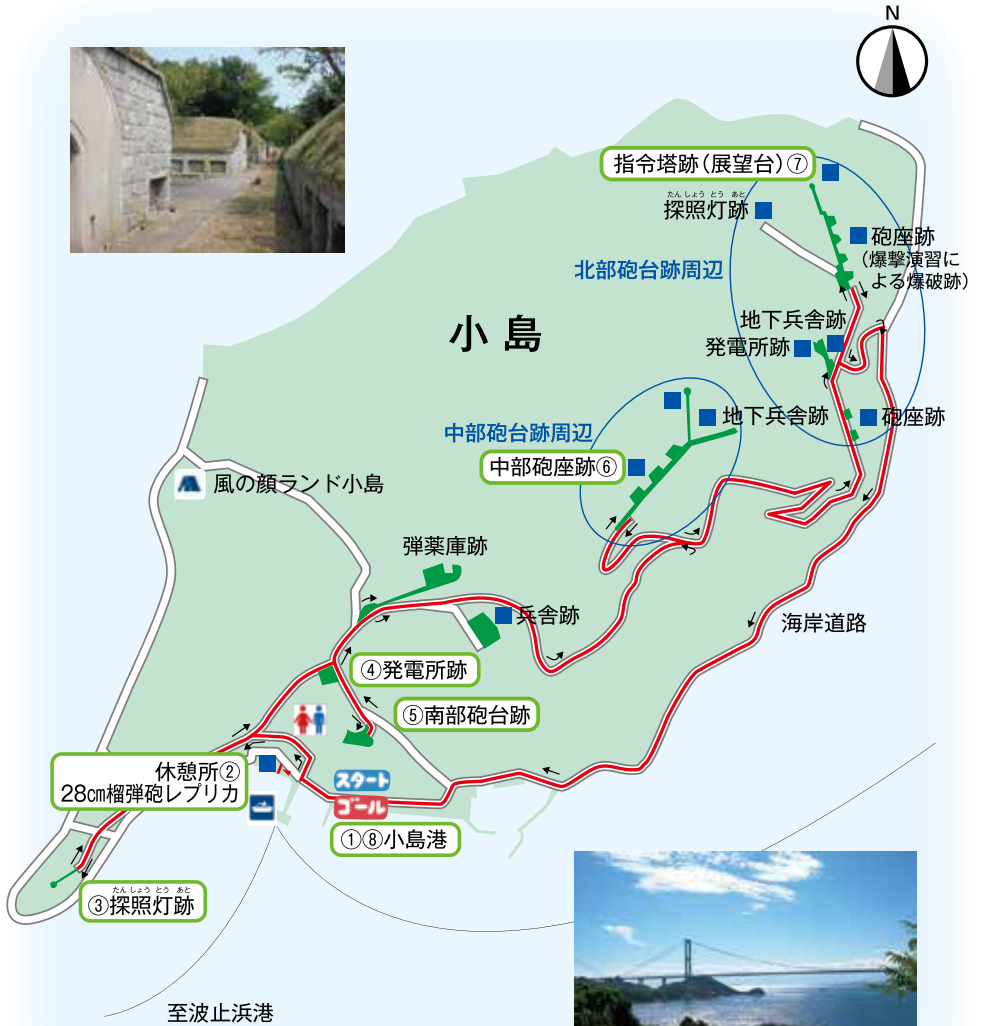 N
指令塔跡（展望台）⑦
たんしょうとうあと
探照灯跡
砲座跡
（爆撃演習に
よる爆破跡）
北部砲台跡周辺
小島
地下兵舎跡
発電所跡
地下兵舎跡
砲座跡
中部砲台跡周辺
中部砲座跡⑥
風の顔ランド小島
弾薬庫跡
兵舎跡
海岸道路
④発電所跡
⑤南部砲台跡
休憩所②
28㎝榴弾砲レプリカ
スタート
ゴール
①⑧小島港
たんしょうとうあと
③探照灯跡
至波止浜港